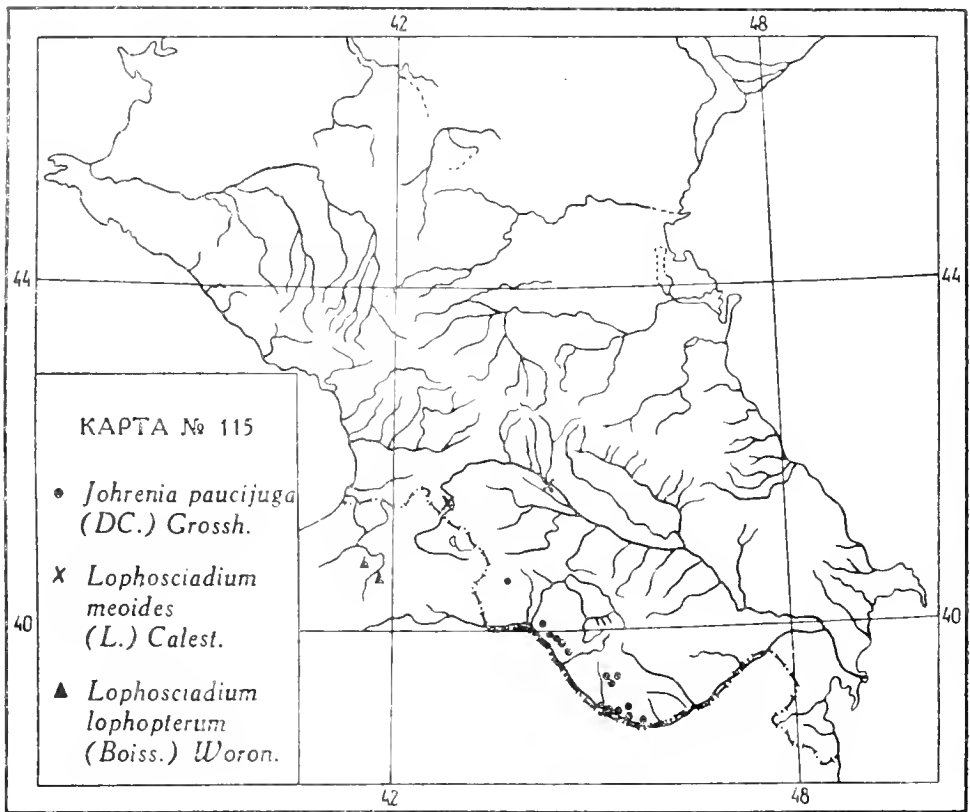 42 48
44 44
КАРТА № 115
Johrenia paucijuga
(DC.) Grossh.
Lophosciadium
meoides
(L.) Calest.
40 40
Lophosciadium
lophopterum
(Boiss.) Woron.
42 48